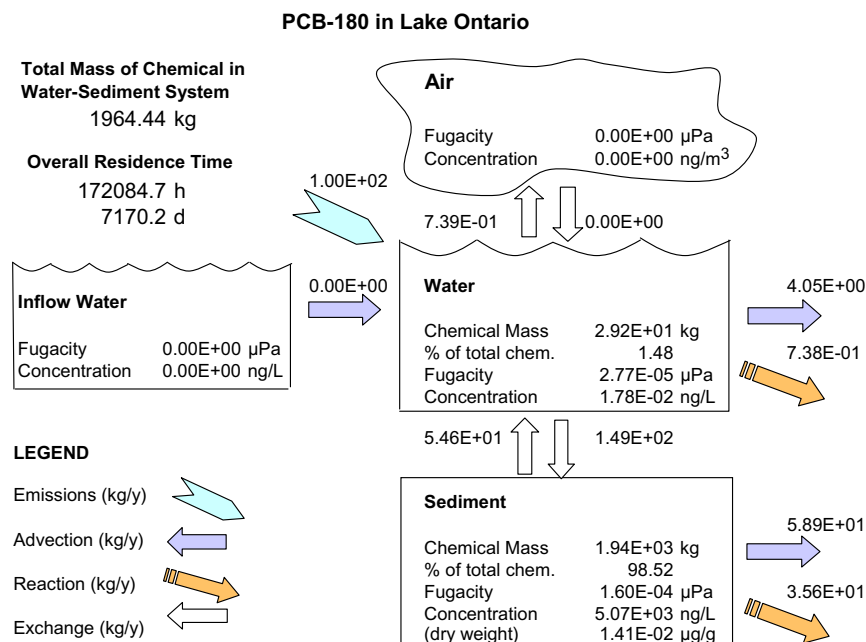 PCB-180 in Lake Ontario
Total Mass of Chemical in
Water-Sediment System
1964.44 kg
Overall Residence Time
172084.7 h
7170.2 d
Air
Fugacity 0.00E+00 µPa
Concentration 0.00E+00 ng/m3
1.00E+02
7.39E-01 0.00E+00
Inflow Water
Fugacity 0.00E+00 µPa
Concentration 0.00E+00 ng/L
0.00E+00
Water
Chemical Mass 2.92E+01 kg
% of total chem. 1.48
Fugacity 2.77E-05 µPa
Concentration 1.78E-02 ng/L
4.05E+00
7.38E-01
5.46E+01 1.49E+02
Sediment
Chemical Mass 1.94E+03 kg
% of total chem. 98.52
Fugacity 1.60E-04 µPa
Concentration 5.07E+03 ng/L
(dry weight) 1.41E-02 µg/g
5.89E+01
3.56E+01
LEGEND
Emissions (kg/y)
Advection (kg/y)
Reaction (kg/y)
Exchange (kg/y)